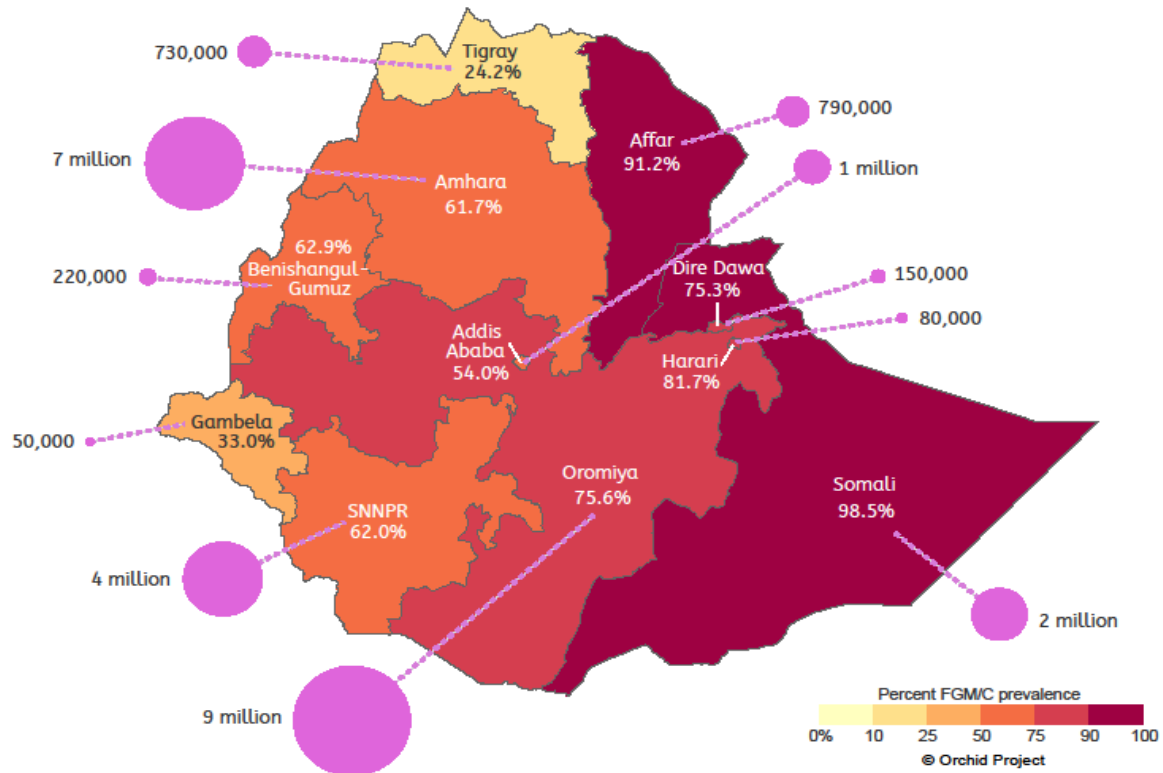 730,000
Tigray
24.2%
790,000
Affar
91.2%
7 million
1 million
Amhara
61.7%
62.9%
Benishangul-
Gumuz
220,000
Dire Dawa
75.3%
150,000
80,000
Addis
Ababa
54.0%
Harari
81.7%
Gambela
33.0%
50,000
Oromiya
75.6%
Somali
98.5%
SNNPR
62.0%
4 million
2 million
9 million
Percent FGM/C prevalence
0% 10 25 50 75 90 100
© Orchid Project